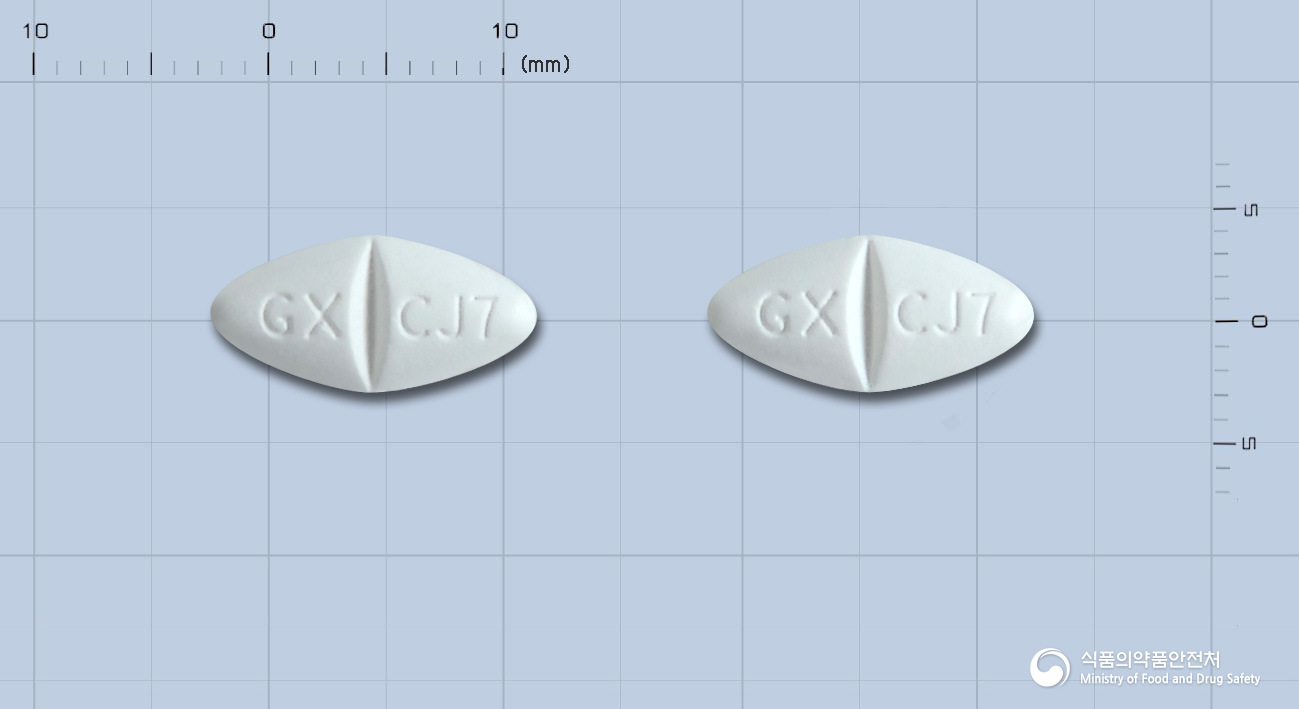 10 0 10
(mm)
GX CJ7
GX CJ7
5
0
5
식품의약품안전처
Ministry of Food and Drug Safety